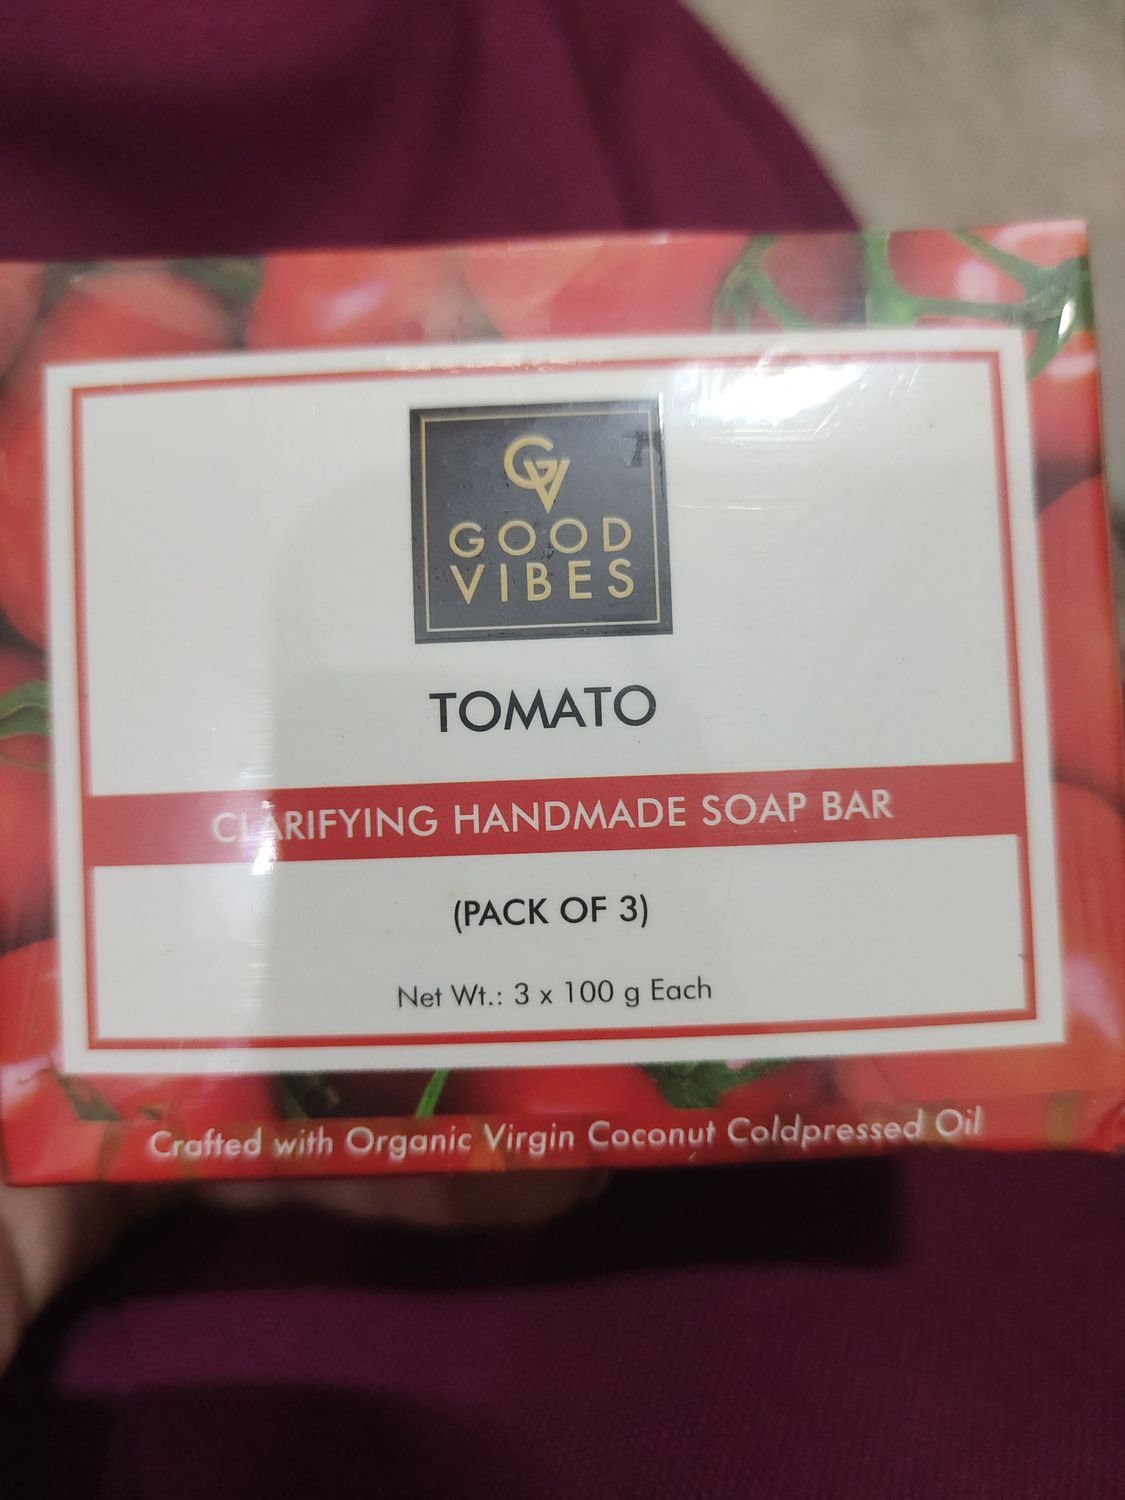 GV
GOOD
VIBES
TOMATO
CLARIFYING HANDMADE SOAP BAR
(PACK OF 3)
Net Wt.: 3 x 100 g Each
Crafted with Organic Virgin Coconut Coldpressed Oil